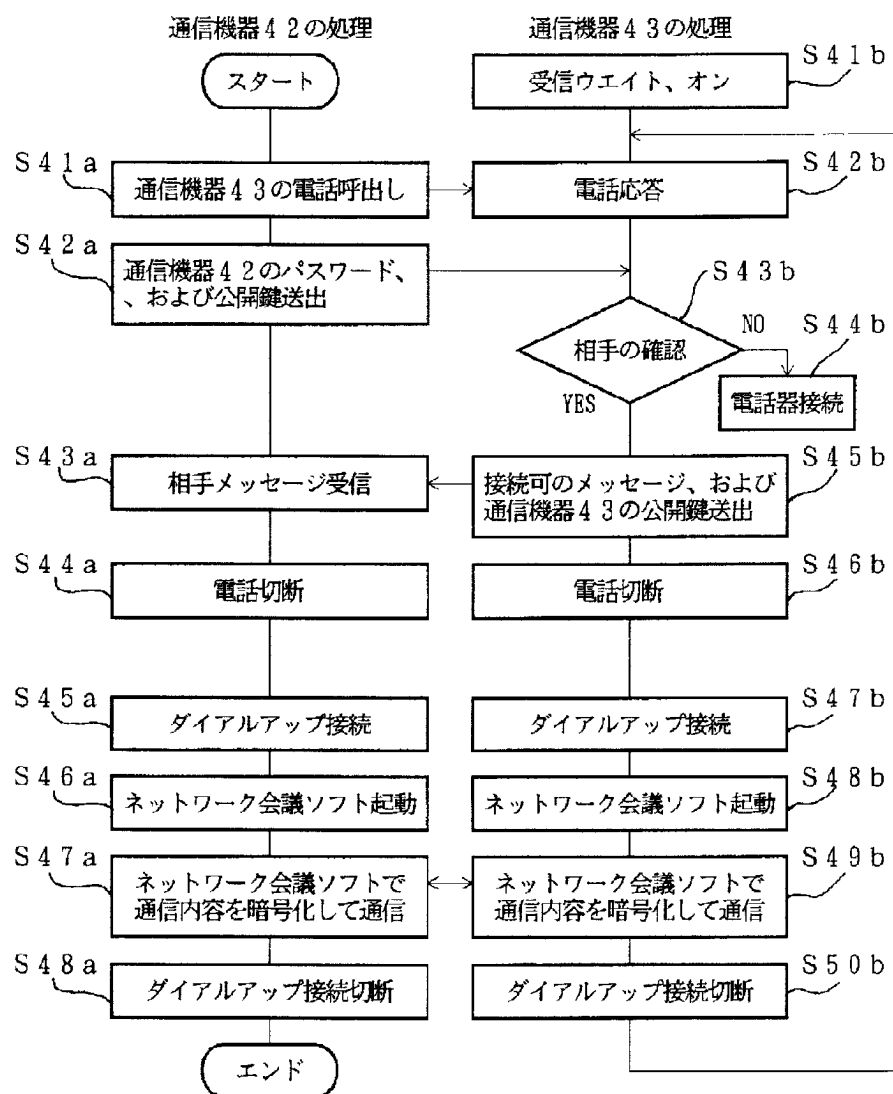 通信機器４２の処理
通信機器４３の処理
スタート
受信ウエイト、オン
Ｓ４１ｂ
Ｓ４１ａ
通信機器４３の電話呼出し
電話応答
Ｓ４２ｂ
Ｓ４２ａ
通信機器４２のパスワード、
、および公開鍵送出
Ｓ４３ｂ
相手の確認
NO
YES
Ｓ４４ｂ
電話器接続
Ｓ４３ａ
相手メッセージ受信
接続可のメッセージ、および
通信機器４３の公開鍵送出
Ｓ４５ｂ
Ｓ４４ａ
電話切断
電話切断
Ｓ４６ｂ
Ｓ４５ａ
ダイアルアップ接続
ダイアルアップ接続
Ｓ４７ｂ
Ｓ４６ａ
ネットワーク会議ソフト起動
ネットワーク会議ソフト起動
Ｓ４８ｂ
Ｓ４７ａ
ネットワーク会議ソフトで
通信内容を暗号化して通信
ネットワーク会議ソフトで
通信内容を暗号化して通信
Ｓ４９ｂ
Ｓ４８ａ
ダイアルアップ接続切断
ダイアルアップ接続切断
Ｓ５０ｂ
エンド